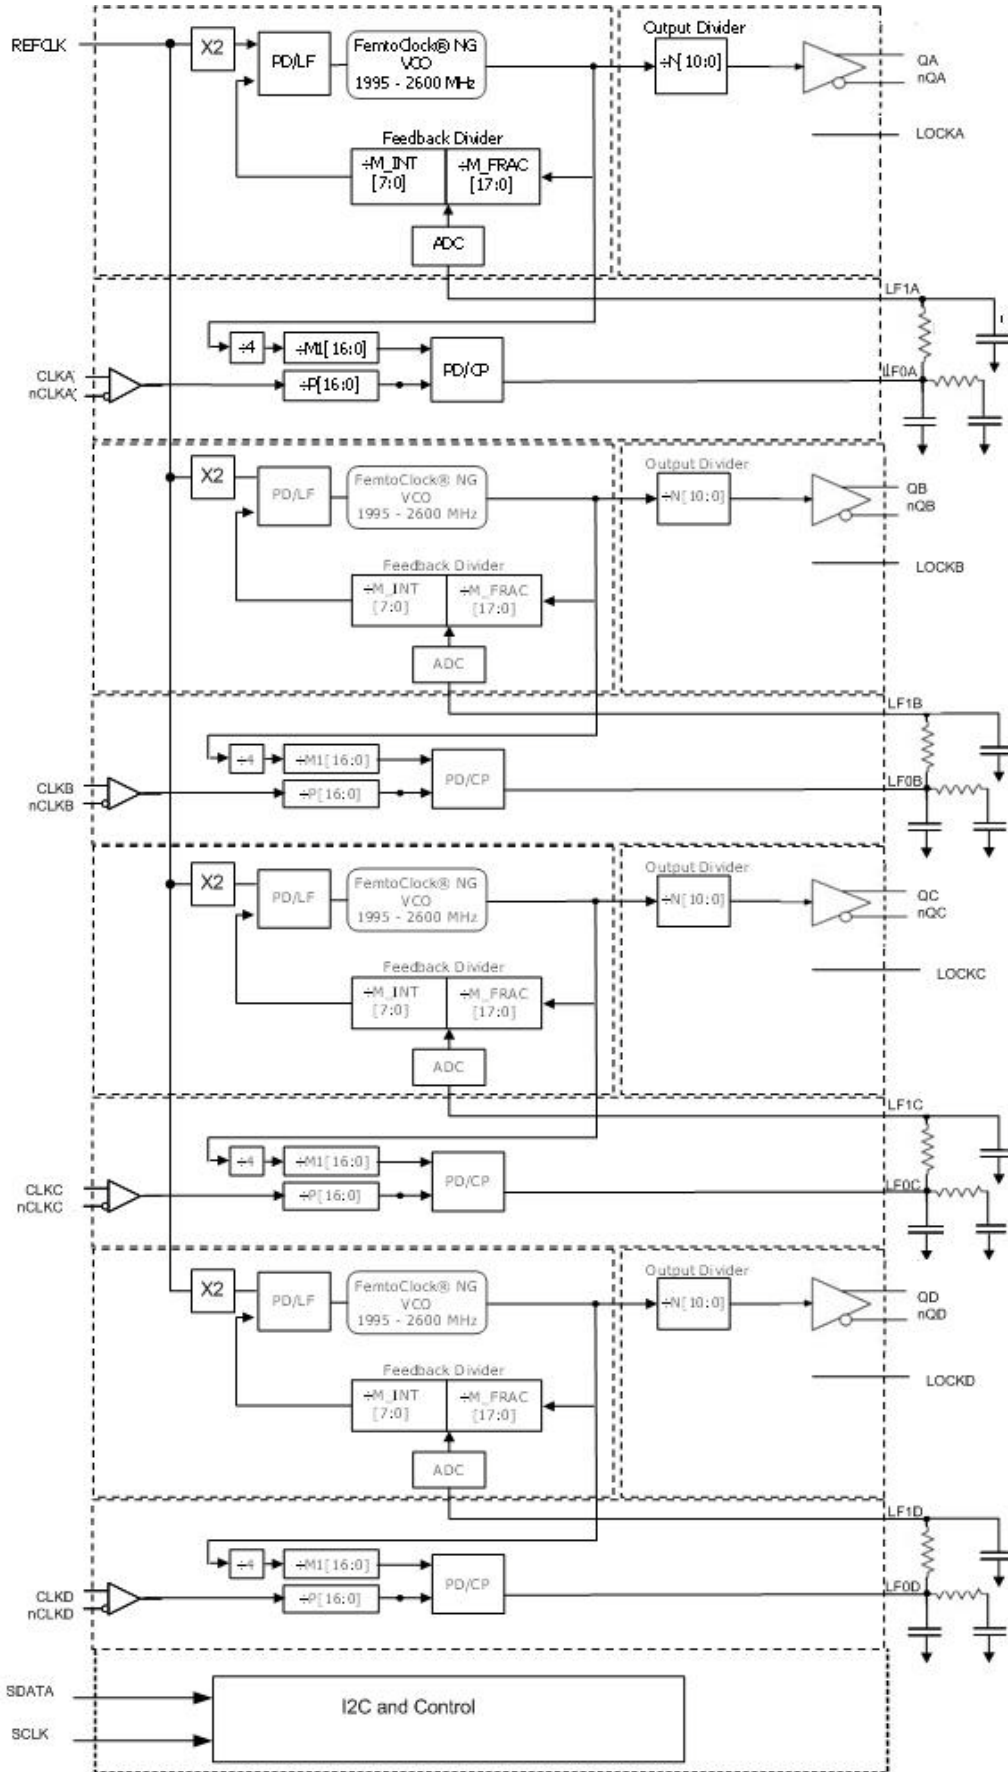 REFCLK
X2
PD/LF
FemtoClock® NG
VCO
1995 - 2600 MHz
Output Divider
÷N[10:0]
QA
nQA
LOCKA
Feedback Divider
÷M_INT
[7:0]
÷M_FRAC
[17:0]
ADC
LF1A
÷4
÷M1[16:0]
PD/CP
CLKA
nCLKA
÷P[16:0]
LF0A
X2
PD/LF
FemtoClock® NG
VCO
1995 - 2600 MHz
Output Divider
÷N[10:0]
QB
nQB
LOCKB
Feedback Divider
÷M_INT
[7:0]
÷M_FRAC
[17:0]
ADC
LF1B
÷4
÷M1[16:0]
PD/CP
CLKB
nCLKB
÷P[16:0]
LF0B
X2
PD/LF
FemtoClock® NG
VCO
1995 - 2600 MHz
Output Divider
÷N[10:0]
QC
nQC
LOCKC
Feedback Divider
÷M_INT
[7:0]
÷M_FRAC
[17:0]
ADC
LF1C
÷4
÷M1[16:0]
PD/CP
CLKC
nCLKC
÷P[16:0]
LF0C
X2
PD/LF
FemtoClock® NG
VCO
1995 - 2600 MHz
Output Divider
÷N[10:0]
QD
nQD
LOCKD
Feedback Divider
÷M_INT
[7:0]
÷M_FRAC
[17:0]
ADC
LF1D
÷4
÷M1[16:0]
PD/CP
CLKD
nCLKD
÷P[16:0]
LF0D
SDATA
SCLK
I2C and Control